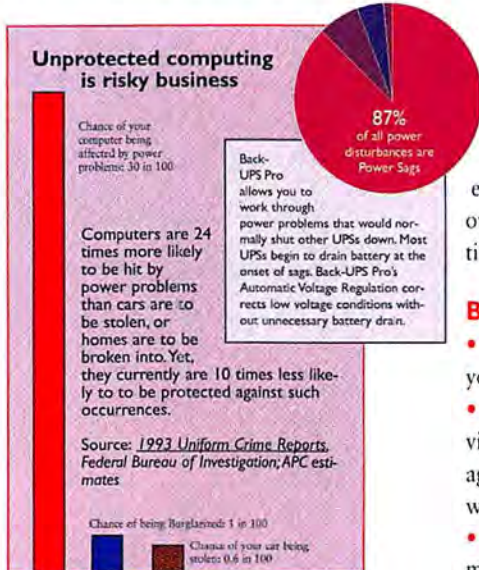 Unprotected computing
is risky business
Chance of your
computer being
affected by power
problems: 30 in 100
87%
of all power
disturbances are
Power Sags
Back-
UPS Pro
allows you to
work through
power problems that would nor-
mally shut other UPSs down. Most
UPSs begin to drain battery at the
onset of sags. Back-UPS Pro's
Automatic Voltage Regulation cor-
rects low voltage conditions with-
out unnecessary battery drain.
Computers are 24
times more likely
to be hit by
power problems
than cars are to
be stolen, or
homes are to be
broken into. Yet,
they currently are 10 times less like-
ly to to be protected against such
occurrences.
Source: 1993 Uniform Crime Reports,
Federal Bureau of Investigation; APC esti-
mates
Chance of being Burglarized: 1 in 100
Chance of your car being
stolen: 0.6 in 100